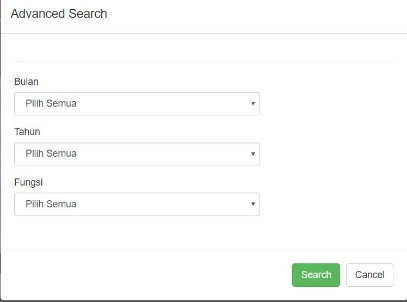 Advanced Search
Bulan
Pilih Semua
Tahun
Pilih Semua
Fungsi
Pilih Semua
Search Cancel